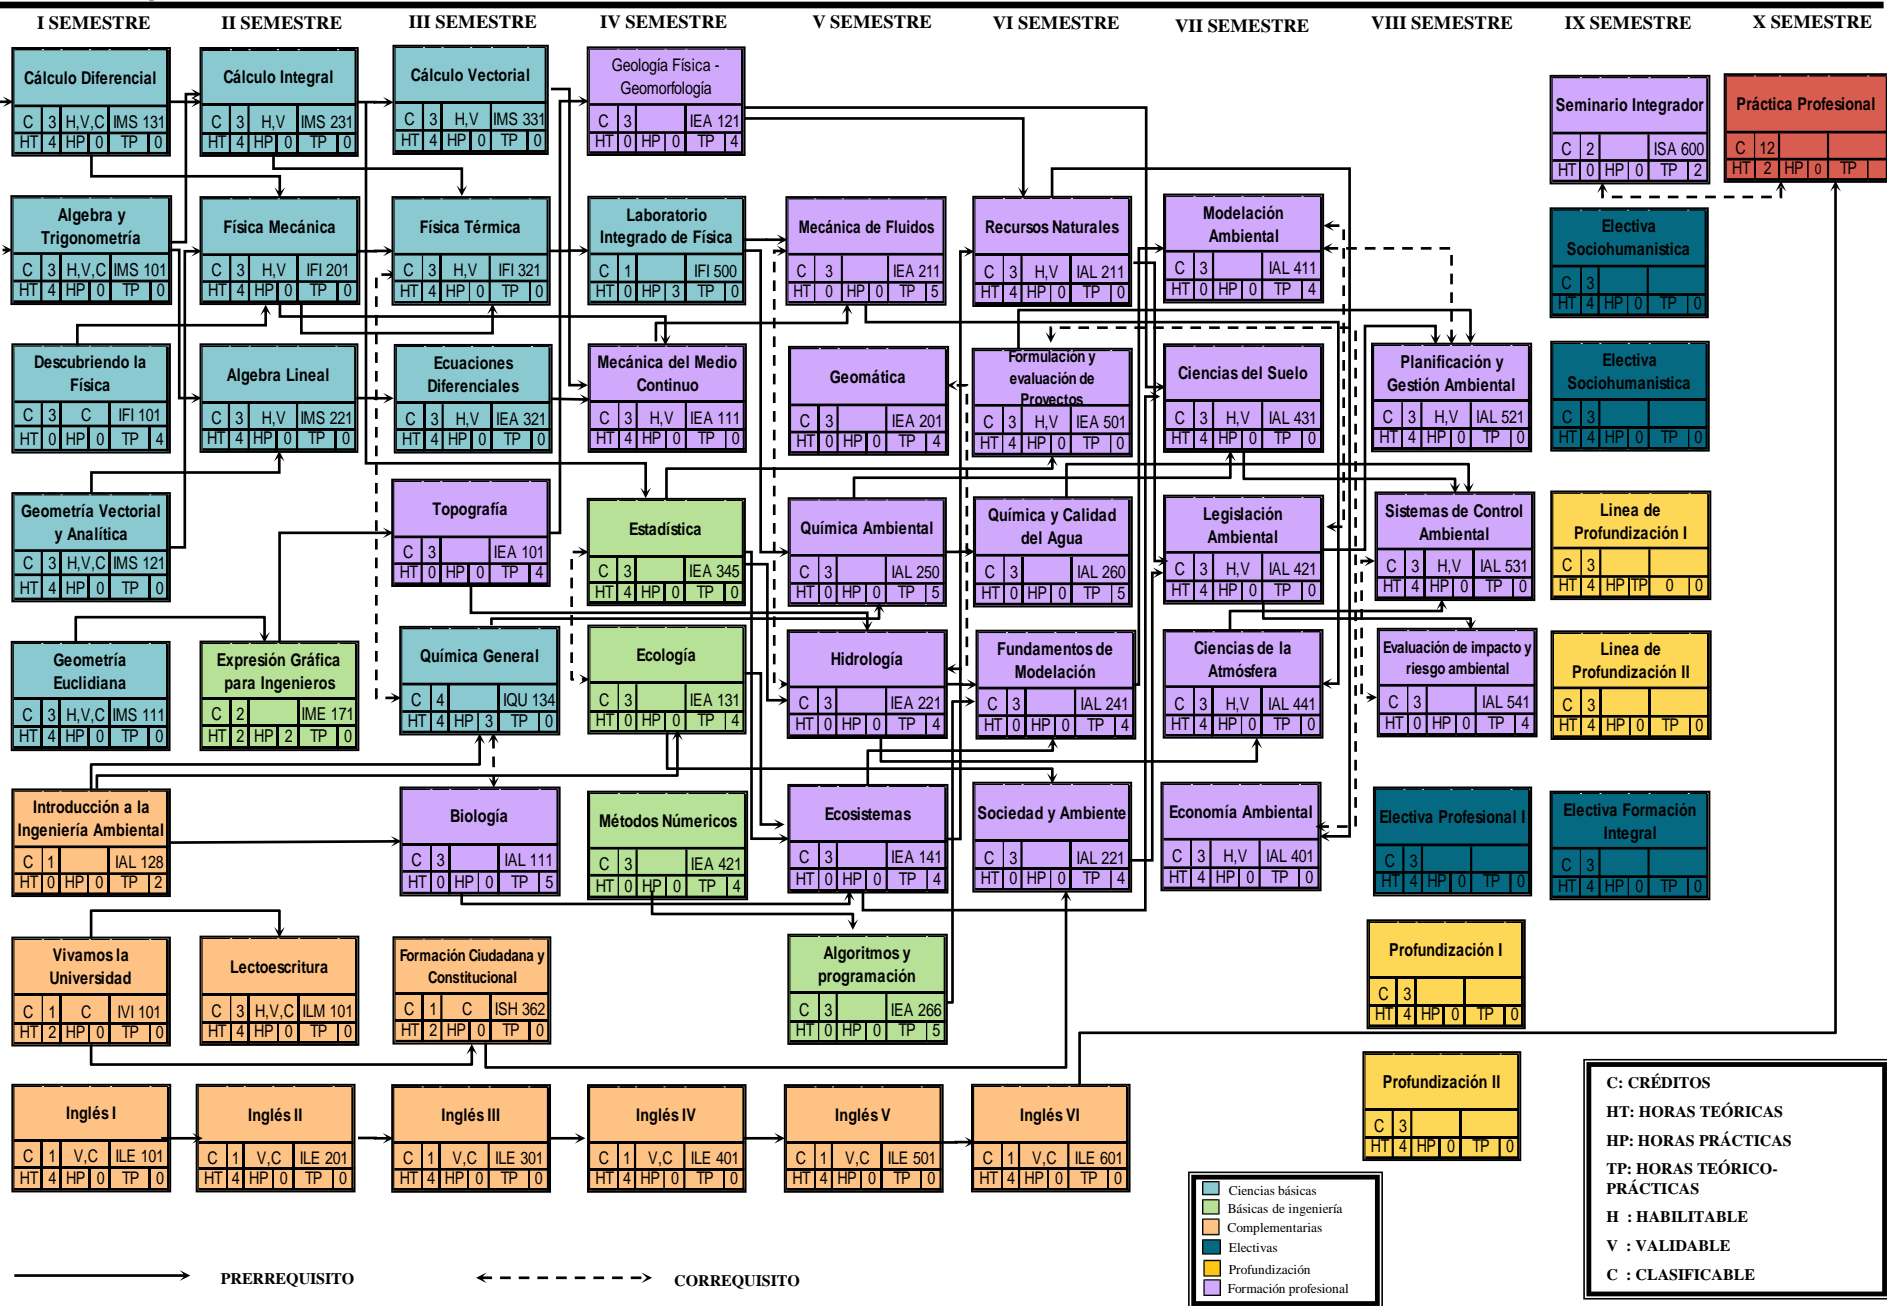 I SEMESTRE
II SEMESTRE
III SEMESTRE
IV SEMESTRE
V SEMESTRE
VI SEMESTRE
VII SEMESTRE
VIII SEMESTRE
IX SEMESTRE
X SEMESTRE
Cálculo Diferencial
C 3 H,V,C IMS 131
HT 4 HP 0 TP 0
Cálculo Integral
C 3 H,V IMS 231
HT 4 HP 0 TP 0
Cálculo Vectorial
C 3 H,V IMS 331
HT 4 HP 0 TP 0
Geología Física -
Geomorfología
C 3 IEA 121
HT 0 HP 0 TP 4
Seminario Integrador
C 2 ISA 600
HT 0 HP 0 TP 2
Práctica Profesional
C 12
HT 2 HP 0 TP
Algebra y
Trigonometría
C 3 H,V,C IMS 101
HT 4 HP 0 TP 0
Física Mecánica
C 3 H,V IFI 201
HT 4 HP 0 TP 0
Física Térmica
C 3 H,V IFI 321
HT 4 HP 0 TP 0
Laboratorio
Integrado de Física
C 1 IFI 500
HT 0 HP 3 TP 0
Mecánica de Fluidos
C 3 IEA 211
HT 0 HP 0 TP 5
Recursos Naturales
C 3 H,V IAL 211
HT 4 HP 0 TP 0
Modelación
Ambiental
C 3 IAL 411
HT 0 HP 0 TP 4
Electiva
Sociohumanistica
C 3
HT 4 HP 0 TP 0
Descubriendo la
Física
C 3 C IFI 101
HT 0 HP 0 TP 4
Algebra Lineal
C 3 H,V IMS 221
HT 4 HP 0 TP 0
Ecuaciones
Diferenciales
C 3 H,V IEA 321
HT 4 HP 0 TP 0
Mecánica del Medio
Continuo
C 3 H,V IEA 111
HT 4 HP 0 TP 0
Geomática
C 3 IEA 201
HT 0 HP 0 TP 4
Formulación y
evaluación de
Proyectos
C 3 H,V IEA 501
HT 4 HP 0 TP 0
Ciencias del Suelo
C 3 H,V IAL 431
HT 4 HP 0 TP 0
Planificación y
Gestión Ambiental
C 3 H,V IAL 521
HT 4 HP 0 TP 0
Electiva
Sociohumanistica
C 3
HT 4 HP 0 TP 0
Geometría Vectorial
y Analítica
C 3 H,V,C IMS 121
HT 4 HP 0 TP 0
Topografía
C 3 IEA 101
HT 0 HP 0 TP 4
Estadística
C 3 IEA 345
HT 4 HP 0 TP 0
Química Ambiental
C 3 IAL 250
HT 0 HP 0 TP 5
Química y Calidad
del Agua
C 3 IAL 260
HT 0 HP 0 TP 5
Legislación
Ambiental
C 3 H,V IAL 421
HT 4 HP 0 TP 0
Sistemas de Control
Ambiental
C 3 H,V IAL 531
HT 4 HP 0 TP 0
Linea de
Profundización I
C 3
HT 4 HP TP 0 0
Geometría
Euclidiana
C 3 H,V,C IMS 111
HT 4 HP 0 TP 0
Expresión Gráfica
para Ingenieros
C 2 IME 171
HT 2 HP 2 TP 0
Química General
C 4 IQU 134
HT 4 HP 3 TP 0
Ecología
C 3 IEA 131
HT 0 HP 0 TP 4
Hidrología
C 3 IEA 221
HT 0 HP 0 TP 4
Fundamentos de
Modelación
C 3 IAL 241
HT 0 HP 0 TP 4
Ciencias de la
Atmósfera
C 3 H,V IAL 441
HT 4 HP 0 TP 0
Evaluación de impacto y
riesgo ambiental
C 3 IAL 541
HT 0 HP 0 TP 4
Linea de
Profundización II
C 3
HT 4 HP 0 TP 0
Introducción a la
Ingeniería Ambiental
C 1 IAL 128
HT 0 HP 0 TP 2
Biología
C 3 IAL 111
HT 0 HP 0 TP 5
Métodos Númericos
C 3 IEA 421
HT 0 HP 0 TP 4
Ecosistemas
C 3 IEA 141
HT 0 HP 0 TP 4
Sociedad y Ambiente
C 3 IAL 221
HT 0 HP 0 TP 4
Economía Ambiental
C 3 H,V IAL 401
HT 4 HP 0 TP 0
Electiva Profesional I
C 3
HT 4 HP 0 TP 0
Electiva Formación
Integral
C 3
HT 4 HP 0 TP 0
Vivamos la
Universidad
C 1 C IVI 101
HT 2 HP 0 TP 0
Lectoescritura
C 3 H,V,C ILM 101
HT 4 HP 0 TP 0
Formación Ciudadana y
Constitucional
C 1 C ISH 362
HT 2 HP 0 TP 0
Algoritmos y
programación
C 3 IEA 266
HT 0 HP 0 TP 5
Profundización I
C 3
HT 4 HP 0 TP 0
Inglés I
C 1 V,C ILE 101
HT 4 HP 0 TP 0
Inglés II
C 1 V,C ILE 201
HT 4 HP 0 TP 0
Inglés III
C 1 V,C ILE 301
HT 4 HP 0 TP 0
Inglés IV
C 1 V,C ILE 401
HT 4 HP 0 TP 0
Inglés V
C 1 V,C ILE 501
HT 4 HP 0 TP 0
Inglés VI
C 1 V,C ILE 601
HT 4 HP 0 TP 0
Profundización II
C 3
HT 4 HP 0 TP 0
C: CRÉDITOS
HT: HORAS TEÓRICAS
HP: HORAS PRÁCTICAS
TP: HORAS TEÓRICO-
PRÁCTICAS
H : HABILITABLE
V : VALIDABLE
C : CLASIFICABLE
Ciencias básicas
Básicas de ingeniería
Complementarias
Electivas
Profundización
Formación profesional
PRERREQUISITO
CORREQUISITO